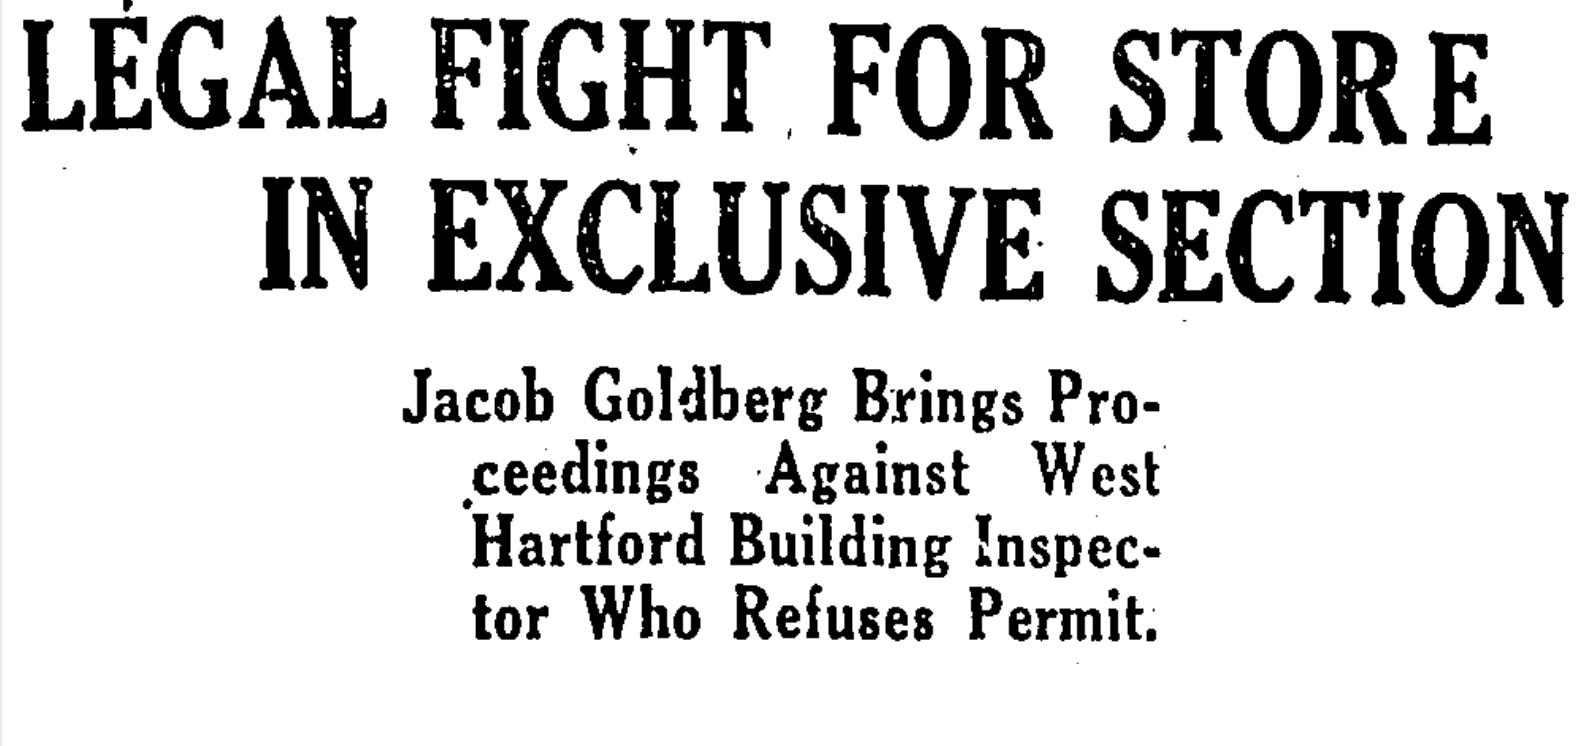 LEGAL FIGHT FOR STORE
IN EXCLUSIVE SECTION
Jacob Goldberg Brings Pro-
ceedings Against West
Hartford Building Inspec-
tor Who Refuses Permit.